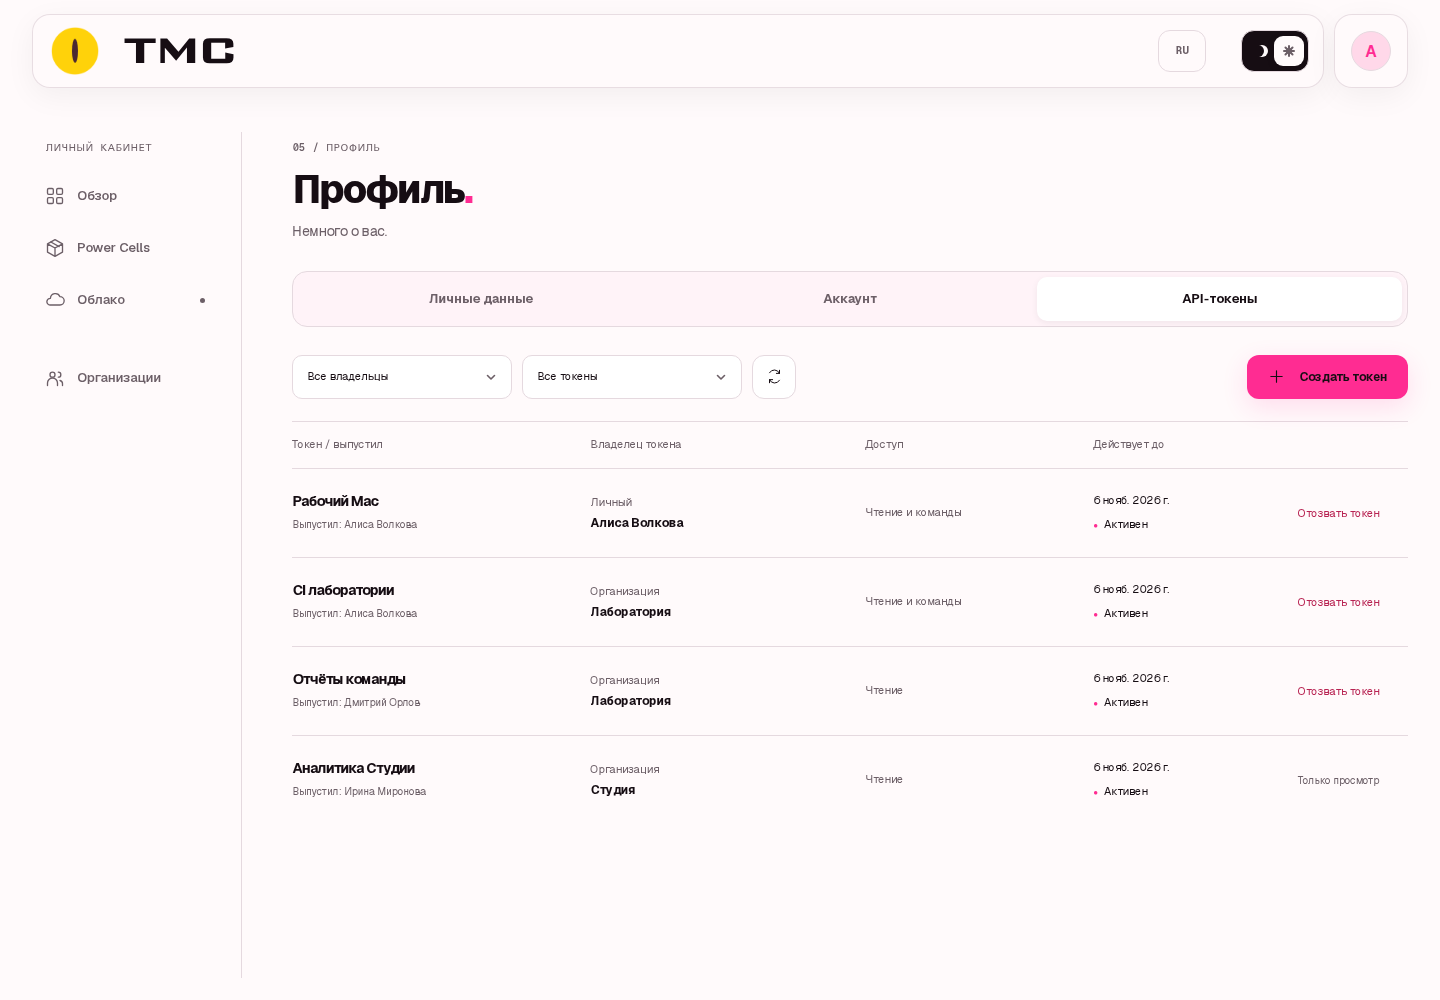 TMC
RU
A
ЛИЧНЫЙ КАБИНЕТ
Обзор
Power Cells
Облако
Организации
05 / ПРОФИЛЬ
Профиль.
Немного о вас.
Личные данные
Аккаунт
API-токены
Все владельцы
Все токены
Создать токен
Токен / выпустил
Владелец токена
Доступ
Действует до
Рабочий Mac
Выпустил: Алиса Волкова
Личный
Алиса Волкова
Чтение и команды
6 нояб. 2026 г.
Активен
Отозвать токен
CI лаборатории
Выпустил: Алиса Волкова
Организация
Лаборатория
Чтение и команды
6 нояб. 2026 г.
Активен
Отозвать токен
Отчёты команды
Выпустил: Дмитрий Орлов
Организация
Лаборатория
Чтение
6 нояб. 2026 г.
Активен
Отозвать токен
Аналитика Студии
Выпустил: Ирина Миронова
Организация
Студия
Чтение
6 нояб. 2026 г.
Активен
Только просмотр